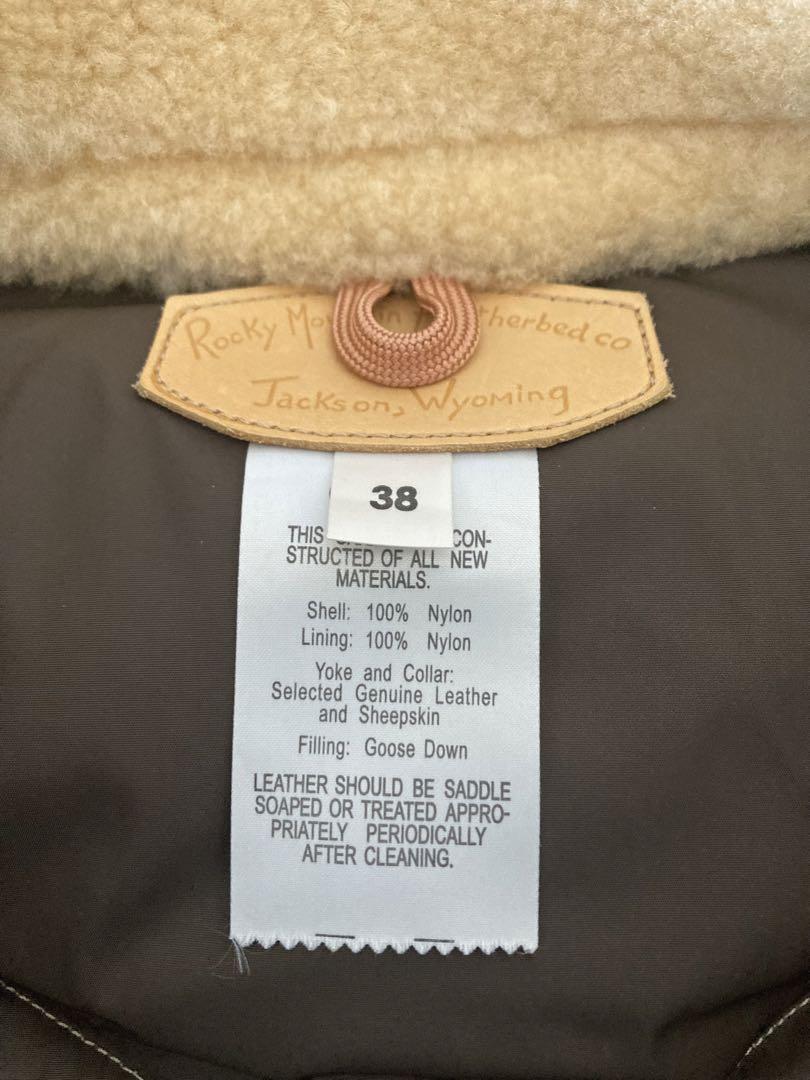 Rocky Mo therbed co
Jackson, Wyoming
38
THIS CON-
STRUCTED OF ALL NEW
MATERIALS.
Shell: 100% Nylon
Lining: 100% Nylon
Yoke and Collar:
Selected Genuine Leather
and Sheepskin
Filling: Goose Down
LEATHER SHOULD BE SADDLE
SOAPED OR TREATED APPRO-
PRIATELY PERIODICALLY
AFTER CLEANING.